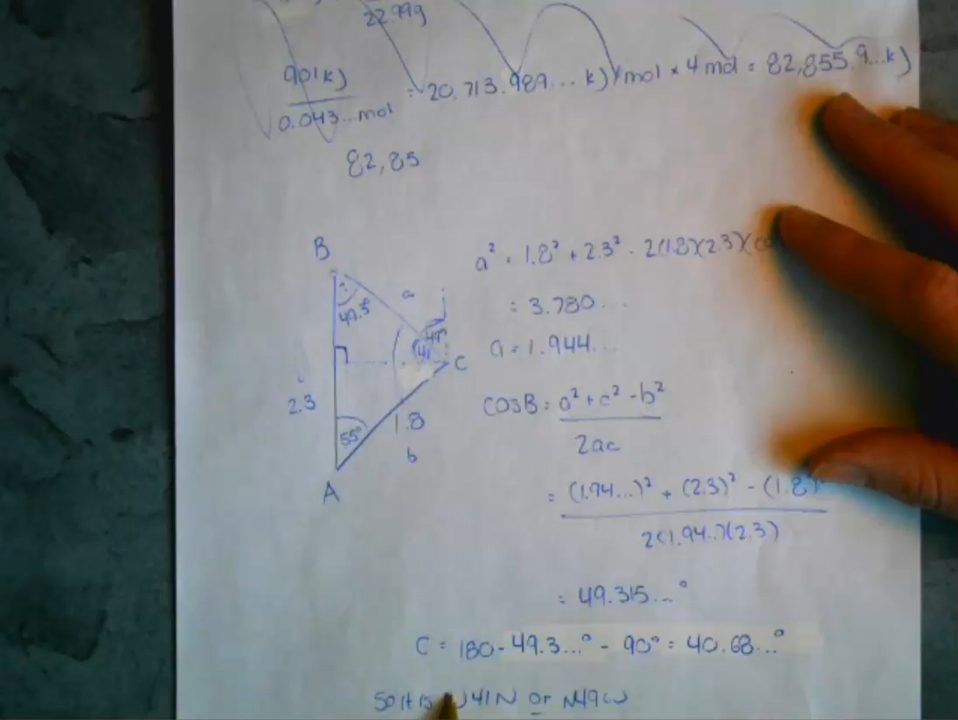 22.999g
901kJ
0.043...mol
= 20,713.989... kJ/mol × 4 mol = 82,855.9...kJ
82,85
B
49.5
a
49°
41
C
2.3
1.8
55°
b
A
a² = 1.8² + 2.3² - 2(1.8)(2.3)
= 3.780...
a = 1.944...
COSB = a² + c² - b²
2ac
= (1.94...)² + (2.3)² - (1.8)²
2(1.94..)(2.3)
= 49.315...°
C = 180 - 49.3...° - 90° = 40.68...°
So it is 41N or N49W